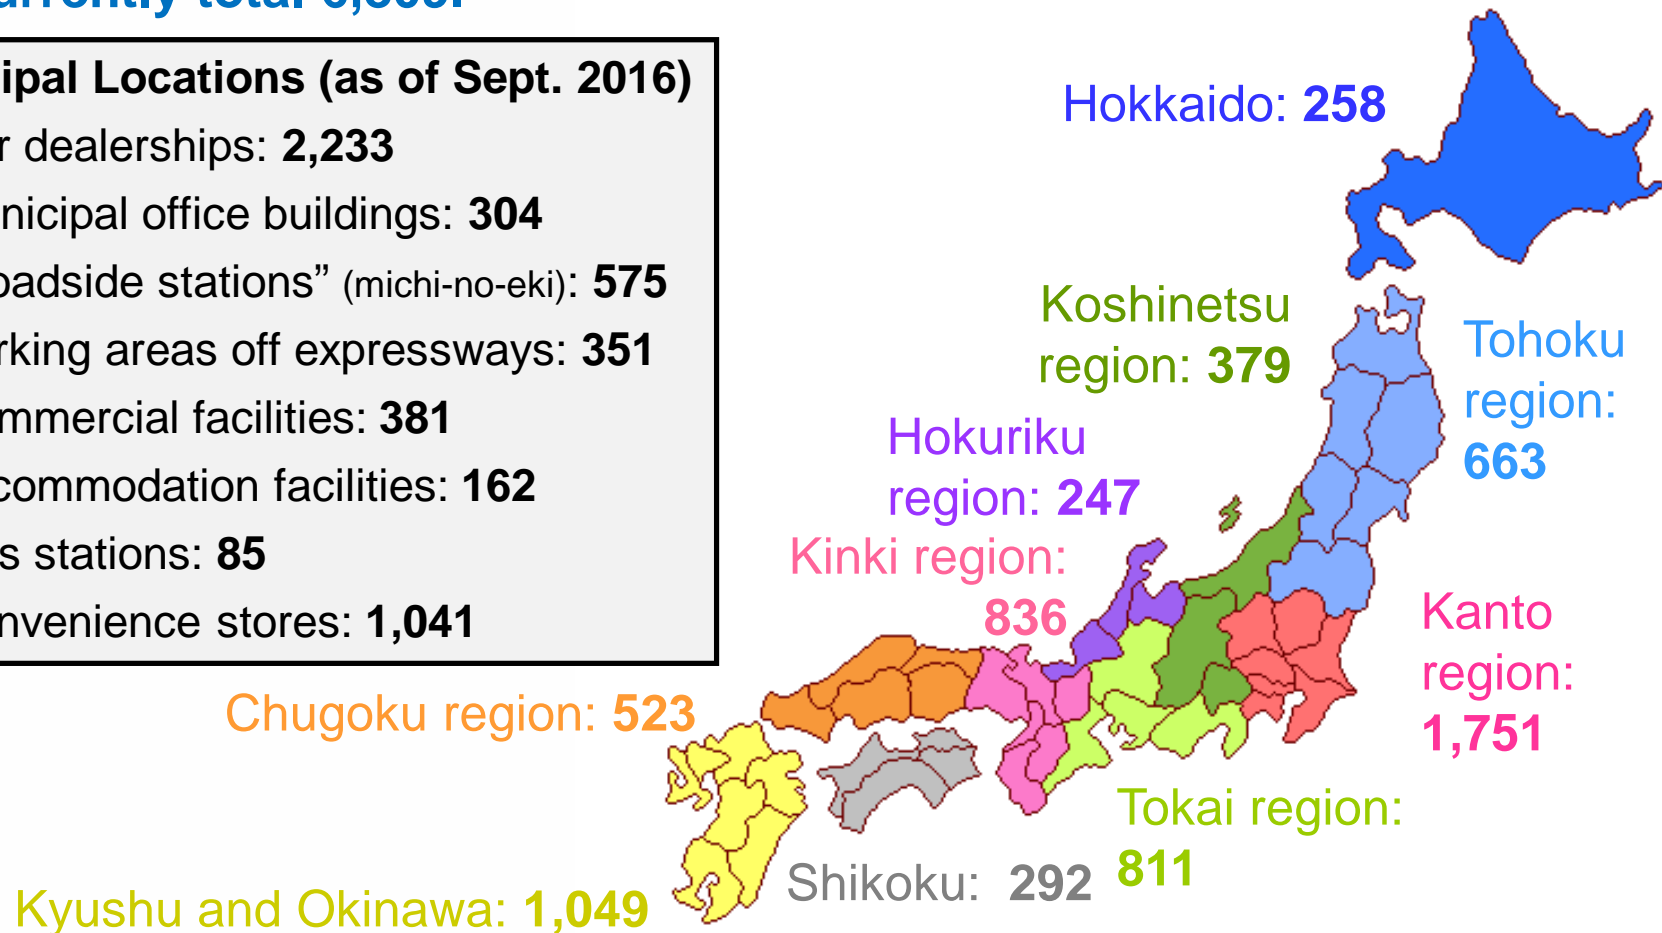 total
ipal Locations (as of Sept. 2016)
r dealerships: 2,233
nicipal office buildings: 304
oadside stations” (michi-no-eki): 575
rking areas off expressways: 351
mmercial facilities: 381
commodation facilities: 162
s stations: 85
nvenience stores: 1,041
Hokkaido: 258
Koshinetsu
region: 379
Tohoku
region:
663
Hokuriku
region: 247
Kinki region:
836
Kanto
region:
1,751
Chugoku region: 523
Tokai region:
811
Shikoku: 292
Kyushu and Okinawa: 1,049